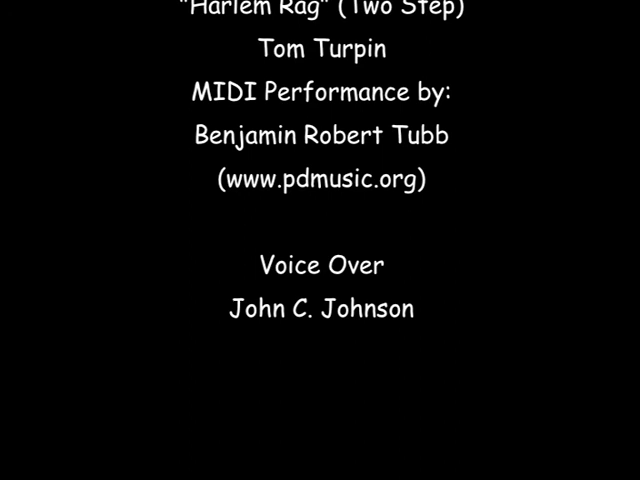 "Harlem Rag" (Two Step)
Tom Turpin
MIDI Performance by:
Benjamin Robert Tubb
(www.pdmusic.org)
Voice Over
John C. Johnson